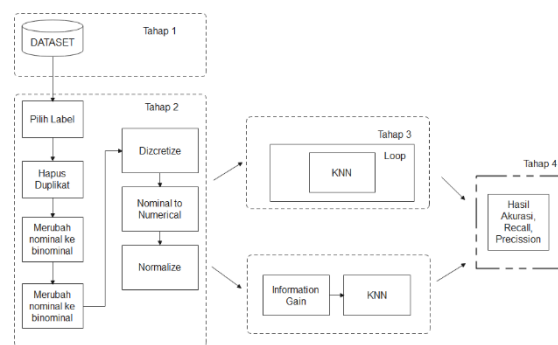 Tahap 1
DATASET
Tahap 2
Pilih Label
Hapus
Duplikat
Merubah
nominal ke
binominal
Merubah
nominal ke
binominal
Dizcretize
Nominal to
Numerical
Normalize
Tahap 3
Loop
KNN
Information
Gain
KNN
Tahap 4
Hasil
Akurasi,
Recall,
Precission